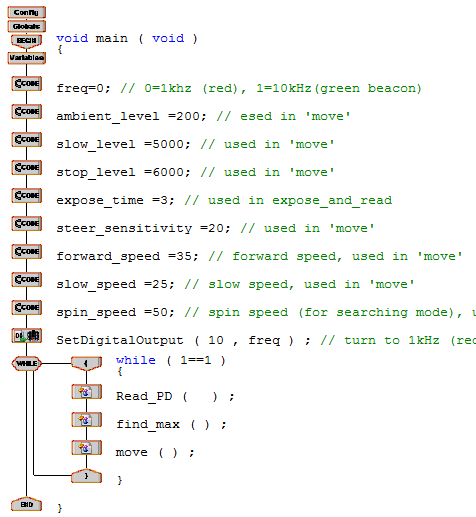 Config
Globals
BEGIN
void main ( void )
{
Variables
CODE freq=0; // 0=1khz (red), 1=10kHz(green beacon)
CODE ambient_level =200; // esed in 'move'
CODE slow_level =5000; // used in 'move'
CODE stop_level =6000; // used in 'move'
CODE expose_time =3; // used in expose_and_read
CODE steer_sensitivity =20; // used in 'move'
CODE forward_speed =35; // forward speed, used in 'move'
CODE slow_speed =25; // slow speed, used in 'move'
CODE spin_speed =50; // spin speed (for searching mode), u
SetDigitalOutput ( 10 , freq ) ; // turn to 1kHz (red
WHILE { while ( 1==1 )
{
Read_PD (   ) ;
find_max ( ) ;
move ( ) ;
} }
END }